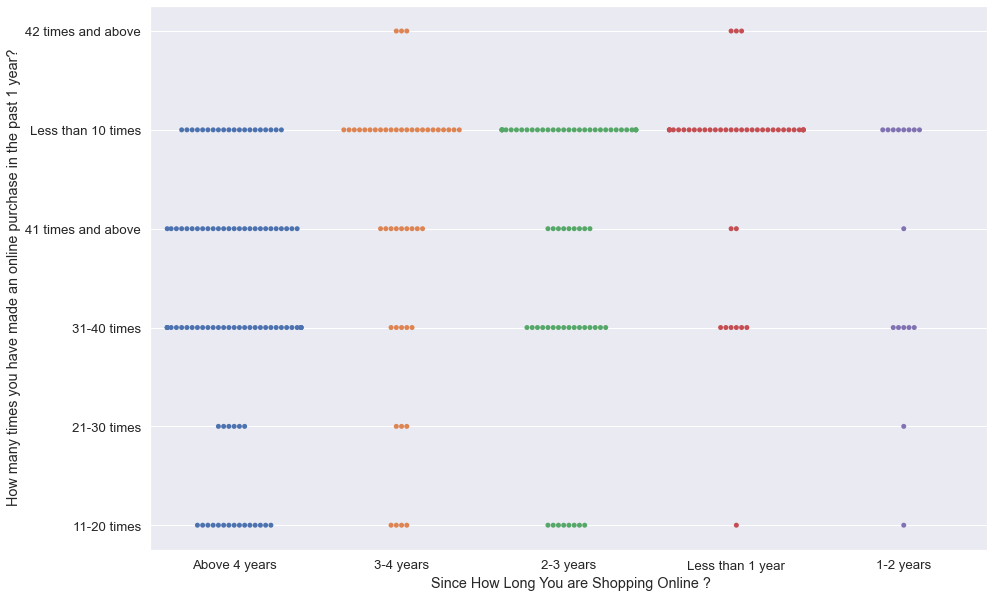 How many times you have made an online purchase in the past 1 year?
42 times and above
Less than 10 times
41 times and above
31-40 times
21-30 times
11-20 times
Above 4 years
3-4 years
2-3 years
Less than 1 year
1-2 years
Since How Long You are Shopping Online ?